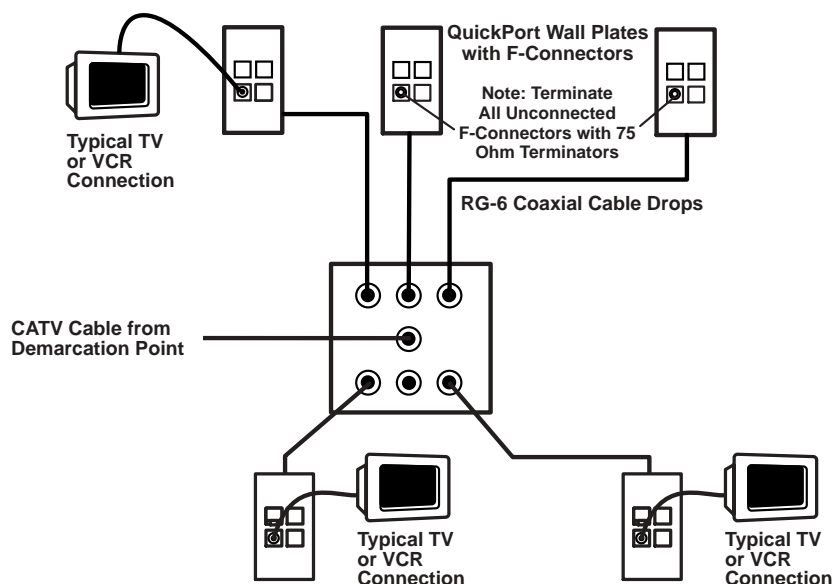 QuickPort Wall Plates
with F-Connectors
Note: Terminate
All Unconnected
F-Connectors with 75
Ohm Terminators
Typical TV
or VCR
Connection
RG-6 Coaxial Cable Drops
CATV Cable from
Demarcation Point
Typical TV
or VCR
Connection
Typical TV
or VCR
Connection